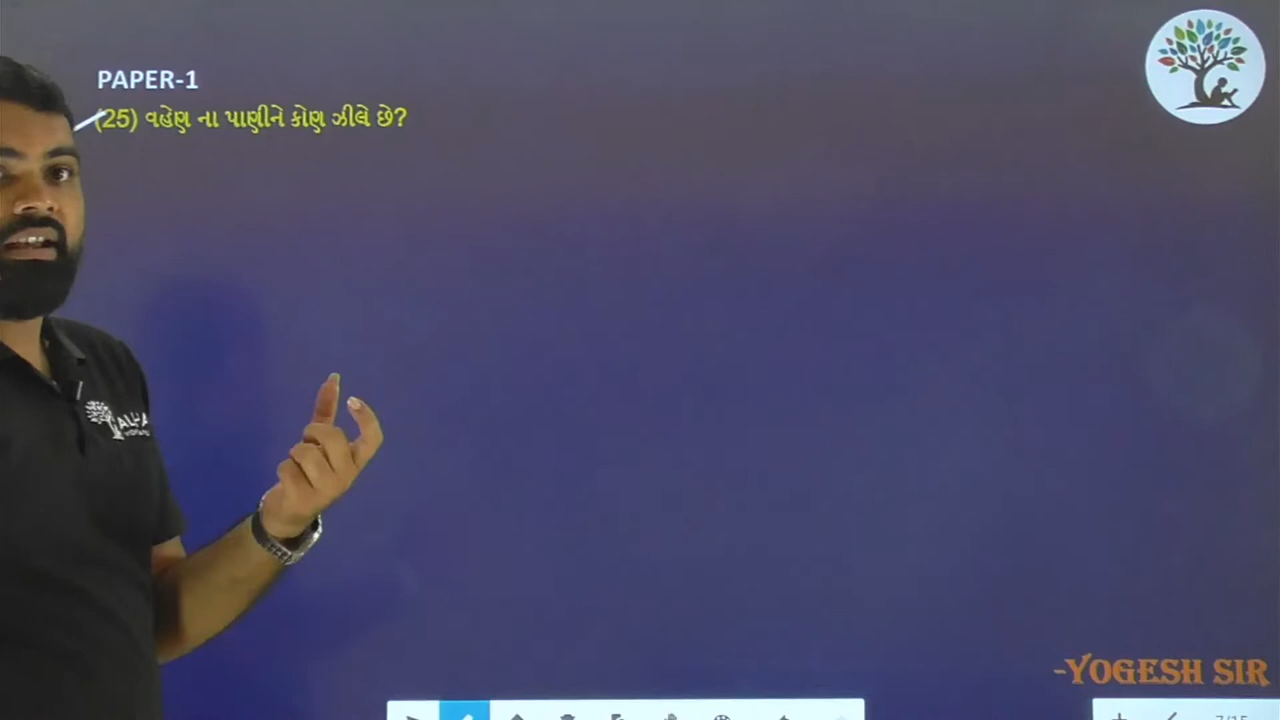 PAPER-1
(25) વહેણ ના પાણીને કોણ ઝીલે છે?
-YOGESH SIR